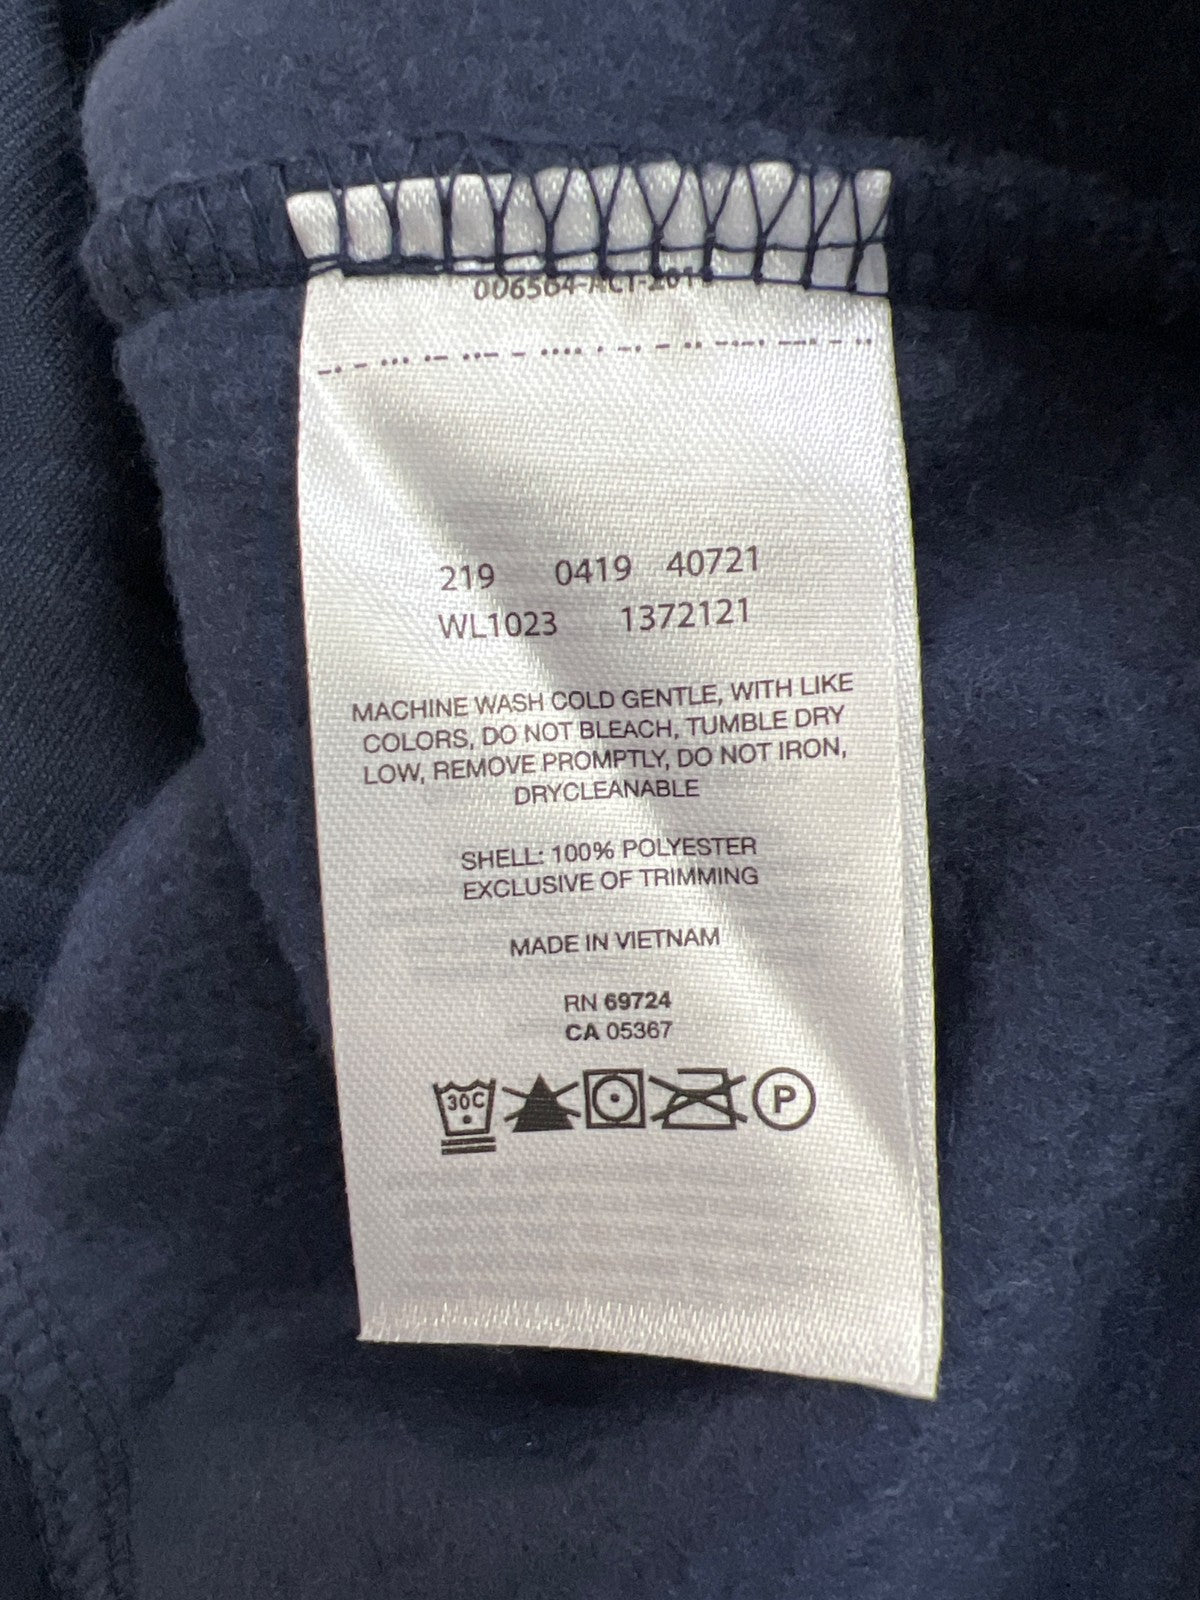 219 0419 40721
WL1023 1372121
MACHINE WASH COLD GENTLE, WITH LIKE
COLORS, DO NOT BLEACH, TUMBLE DRY
LOW, REMOVE PROMPTLY, DO NOT IRON,
DRYCLEANABLE
SHELL: 100% POLYESTER
EXCLUSIVE OF TRIMMING
MADE IN VIETNAM
RN 69724
CA 05367
30C P